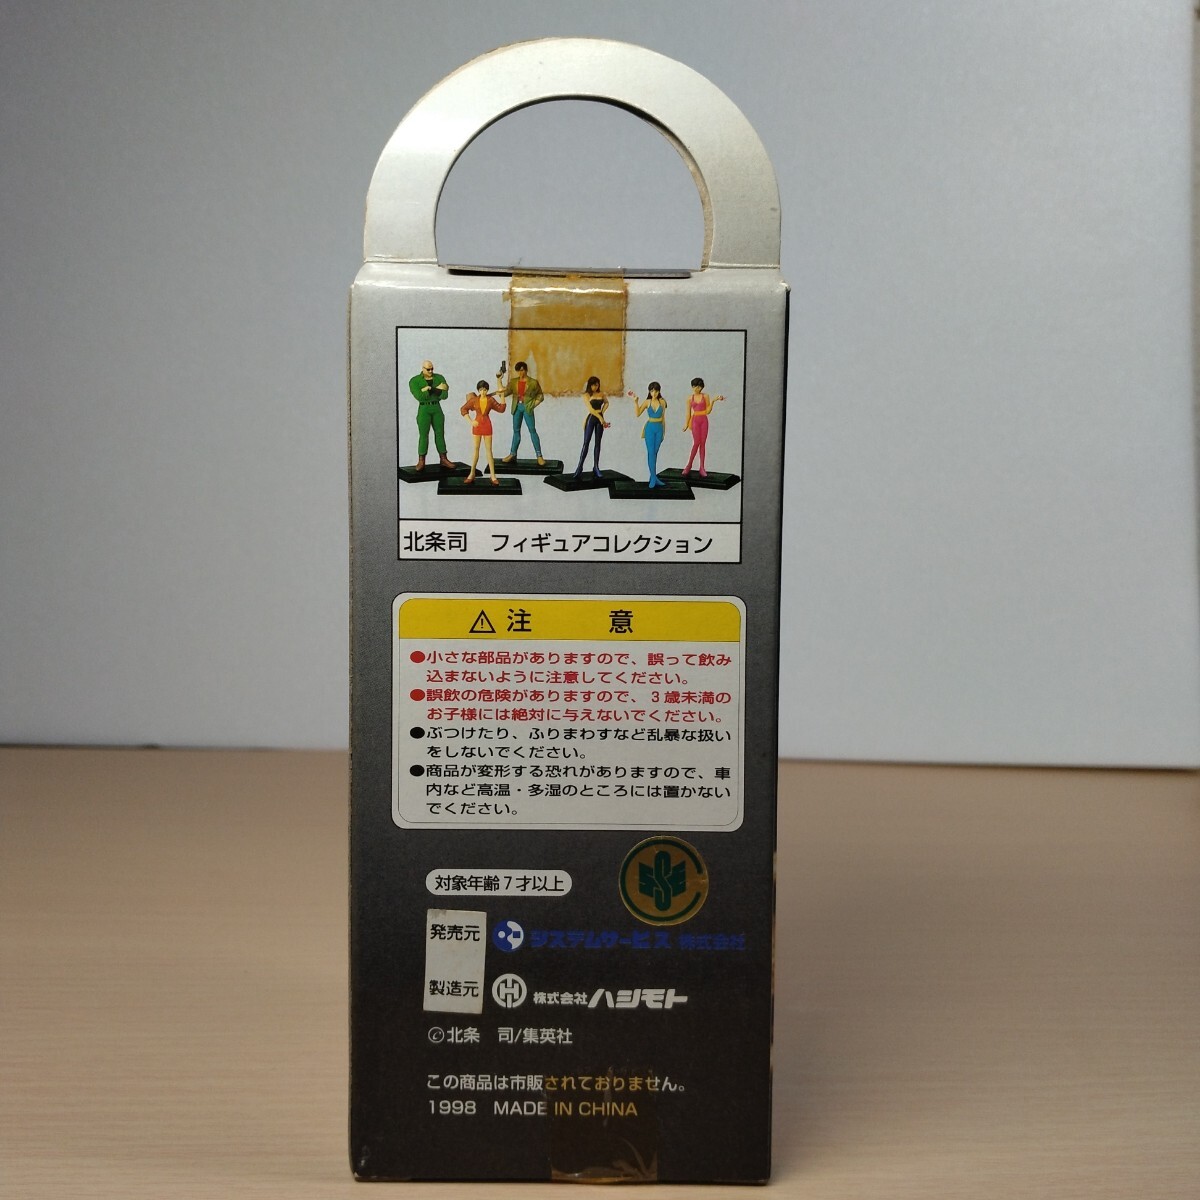 北条司　フィギュアコレクション
⚠注　意
●小さな部品がありますので、誤って飲み
込まないように注意してください。
●誤飲の危険がありますので、3歳未満の
お子様には絶対に与えないでください。
●ぶつけたり、ふりまわすなど乱暴な扱い
をしないでください。
●商品が変形する恐れがありますので、車
内など高温・多湿のところには置かない
でください。
対象年齢7才以上
発売元 システムサービス 株式会社
製造元 株式会社ハシモト
©北条　司/集英社
この商品は市販されておりません。
1998　MADE IN CHINA